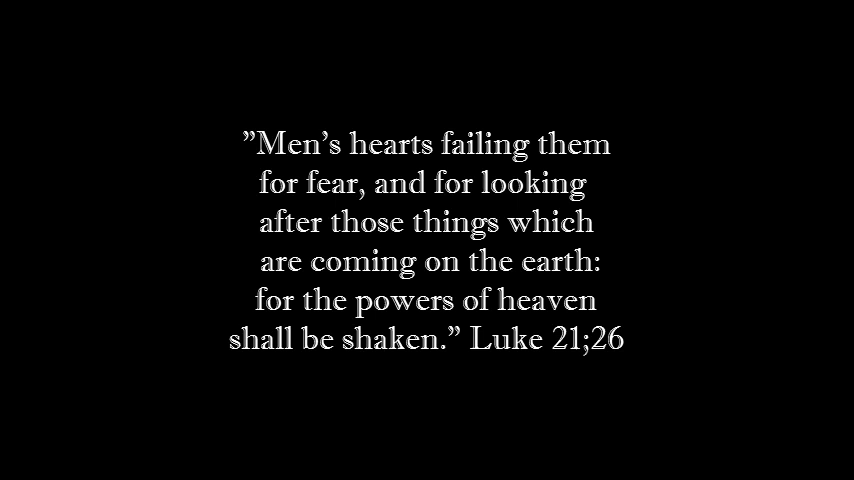 ”Men’s hearts failing them
for fear, and for looking
after those things which
are coming on the earth:
for the powers of heaven
shall be shaken.” Luke 21;26